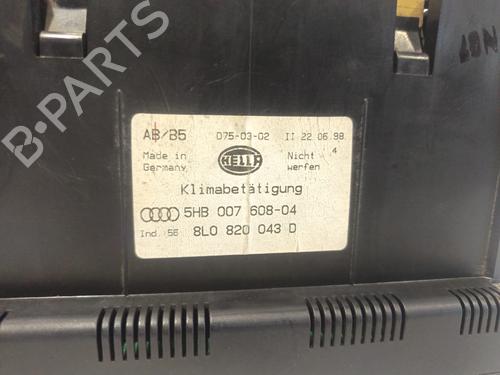 AB/B5 D75-03-02 II 22.06.98
Made in Germany
HELLA
Nicht werfen
4
Klimabetätigung
5HB 007 608-04
Ind. 56 8L0 820 043 D
B-PARTS